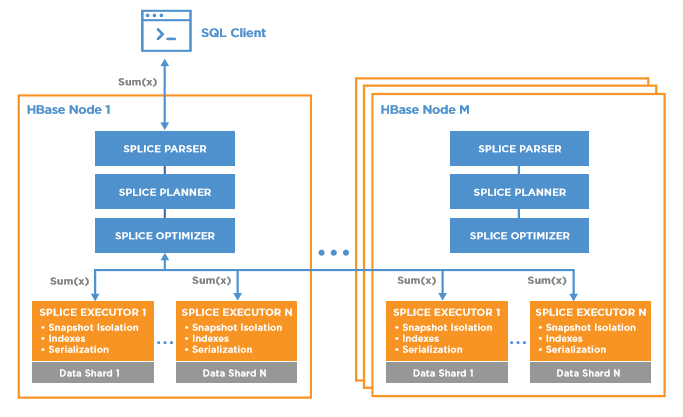 SQL Client
Sum(x)
HBase Node 1
SPLICE PARSER
SPLICE PLANNER
SPLICE OPTIMIZER
Sum(x)
Sum(x)
SPLICE EXECUTOR 1
• Snapshot Isolation
• Indexes
• Serialization
Data Shard 1
...
SPLICE EXECUTOR N
• Snapshot Isolation
• Indexes
• Serialization
Data Shard N
...
HBase Node M
SPLICE PARSER
SPLICE PLANNER
SPLICE OPTIMIZER
Sum(x)
Sum(x)
SPLICE EXECUTOR 1
• Snapshot Isolation
• Indexes
• Serialization
Data Shard 1
...
SPLICE EXECUTOR N
• Snapshot Isolation
• Indexes
• Serialization
Data Shard N